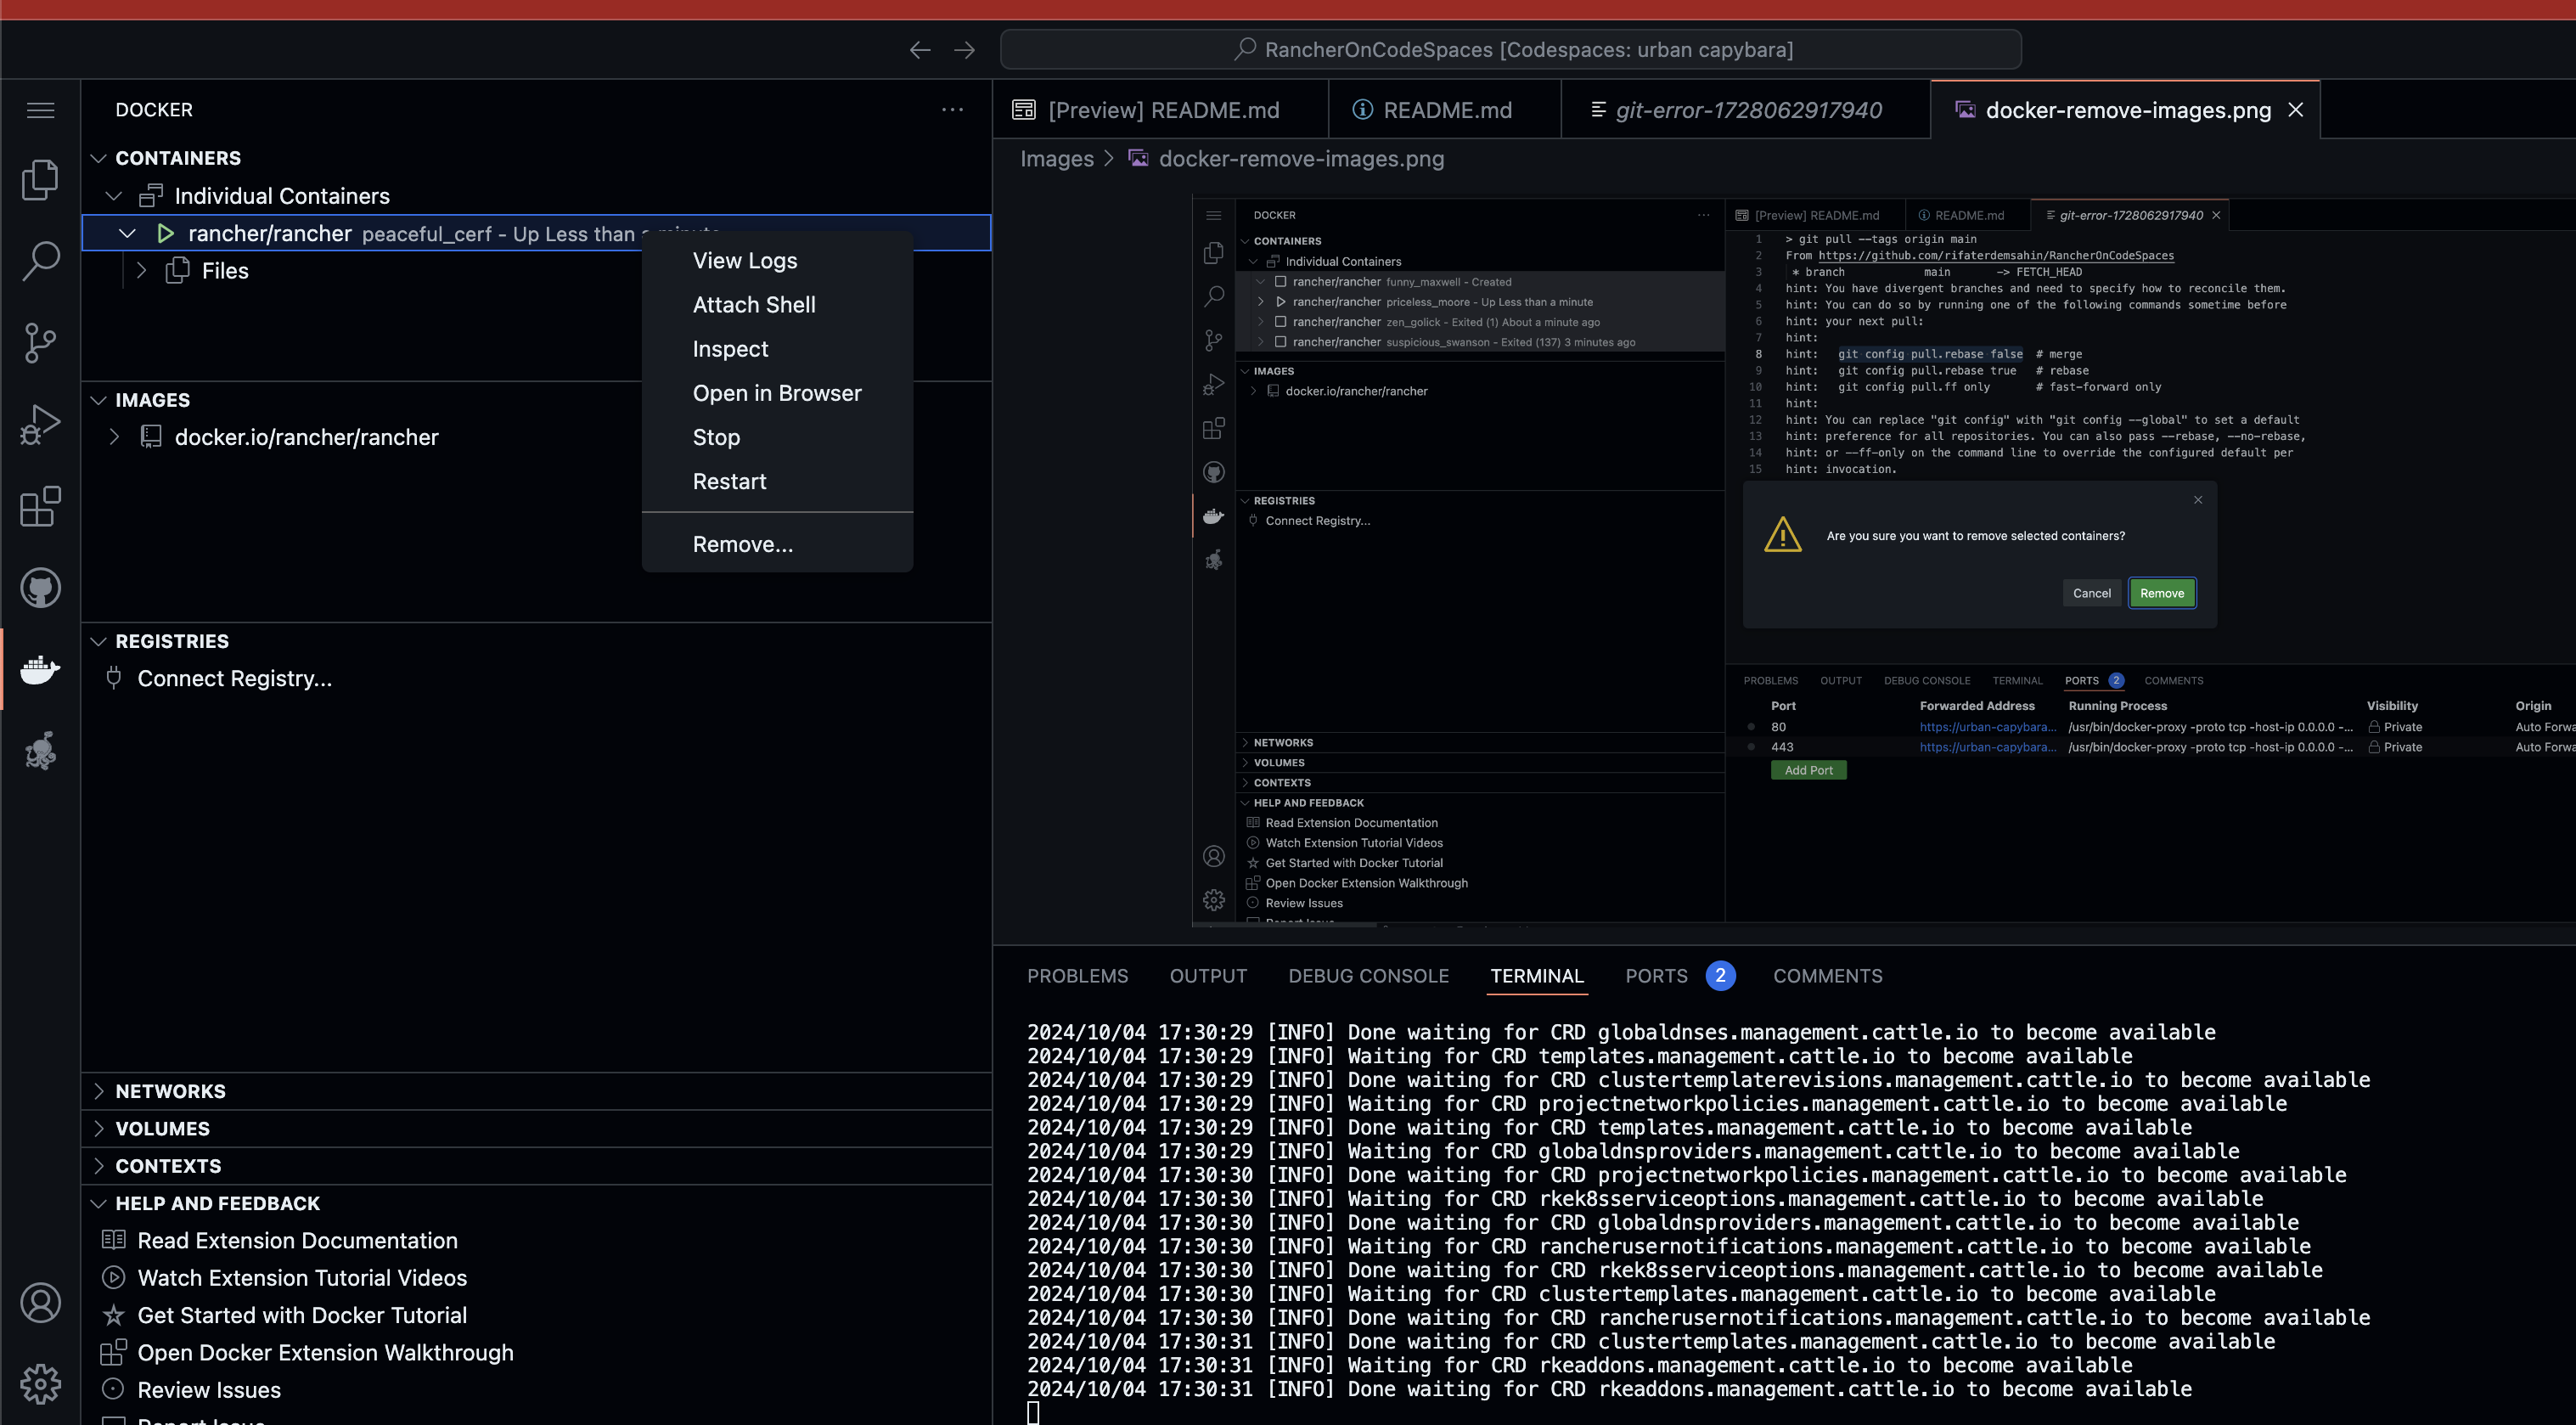 RancherOnCodeSpaces [Codespaces: urban capybara]
DOCKER
CONTAINERS
Individual Containers
rancher/rancher peaceful_cerf - Up Less than a minute
Files
View Logs
Attach Shell
Inspect
Open in Browser
Stop
Restart
Remove...
IMAGES
docker.io/rancher/rancher
REGISTRIES
Connect Registry...
NETWORKS
VOLUMES
CONTEXTS
HELP AND FEEDBACK
Read Extension Documentation
Watch Extension Tutorial Videos
Get Started with Docker Tutorial
Open Docker Extension Walkthrough
Review Issues
Report Issue
[Preview] README.md
README.md
git-error-1728062917940
docker-remove-images.png
Images > docker-remove-images.png
DOCKER
CONTAINERS
Individual Containers
rancher/rancher funny_maxwell - Created
rancher/rancher priceless_moore - Up Less than a minute
rancher/rancher zen_golick - Exited (1) About a minute ago
rancher/rancher suspicious_swanson - Exited (137) 3 minutes ago
IMAGES
docker.io/rancher/rancher
REGISTRIES
Connect Registry...
NETWORKS
VOLUMES
CONTEXTS
HELP AND FEEDBACK
Read Extension Documentation
Watch Extension Tutorial Videos
Get Started with Docker Tutorial
Open Docker Extension Walkthrough
Review Issues
Report Issue
[Preview] README.md
README.md
git-error-1728062917940
1 > git pull --tags origin main
2 From https://github.com/rifaterdemsahin/RancherOnCodeSpaces
3 * branch main -> FETCH_HEAD
4 hint: You have divergent branches and need to specify how to reconcile them.
5 hint: You can do so by running one of the following commands sometime before
6 hint: your next pull:
7 hint:
8 hint: git config pull.rebase false # merge
9 hint: git config pull.rebase true # rebase
10 hint: git config pull.ff only # fast-forward only
11 hint:
12 hint: You can replace "git config" with "git config --global" to set a default
13 hint: preference for all repositories. You can also pass --rebase, --no-rebase,
14 hint: or --ff-only on the command line to override the configured default per
15 hint: invocation.
Are you sure you want to remove selected containers?
Cancel
Remove
PROBLEMS OUTPUT DEBUG CONSOLE TERMINAL PORTS 2 COMMENTS
Port Forwarded Address Running Process Visibility Origin
80 https://urban-capybara... /usr/bin/docker-proxy -proto tcp -host-ip 0.0.0.0 -... Private Auto Forwa
443 https://urban-capybara... /usr/bin/docker-proxy -proto tcp -host-ip 0.0.0.0 -... Private Auto Forwa
Add Port
PROBLEMS OUTPUT DEBUG CONSOLE TERMINAL PORTS 2 COMMENTS
2024/10/04 17:30:29 [INFO] Done waiting for CRD globaldnses.management.cattle.io to become available
2024/10/04 17:30:29 [INFO] Waiting for CRD templates.management.cattle.io to become available
2024/10/04 17:30:29 [INFO] Done waiting for CRD clustertemplaterevisions.management.cattle.io to become available
2024/10/04 17:30:29 [INFO] Waiting for CRD projectnetworkpolicies.management.cattle.io to become available
2024/10/04 17:30:29 [INFO] Done waiting for CRD templates.management.cattle.io to become available
2024/10/04 17:30:29 [INFO] Waiting for CRD globaldnsproviders.management.cattle.io to become available
2024/10/04 17:30:30 [INFO] Done waiting for CRD projectnetworkpolicies.management.cattle.io to become available
2024/10/04 17:30:30 [INFO] Waiting for CRD rkek8sserviceoptions.management.cattle.io to become available
2024/10/04 17:30:30 [INFO] Done waiting for CRD globaldnsproviders.management.cattle.io to become available
2024/10/04 17:30:30 [INFO] Waiting for CRD rancherusernotifications.management.cattle.io to become available
2024/10/04 17:30:30 [INFO] Done waiting for CRD rkek8sserviceoptions.management.cattle.io to become available
2024/10/04 17:30:30 [INFO] Waiting for CRD clustertemplates.management.cattle.io to become available
2024/10/04 17:30:30 [INFO] Done waiting for CRD rancherusernotifications.management.cattle.io to become available
2024/10/04 17:30:31 [INFO] Done waiting for CRD clustertemplates.management.cattle.io to become available
2024/10/04 17:30:31 [INFO] Waiting for CRD rkeaddons.management.cattle.io to become available
2024/10/04 17:30:31 [INFO] Done waiting for CRD rkeaddons.management.cattle.io to become available